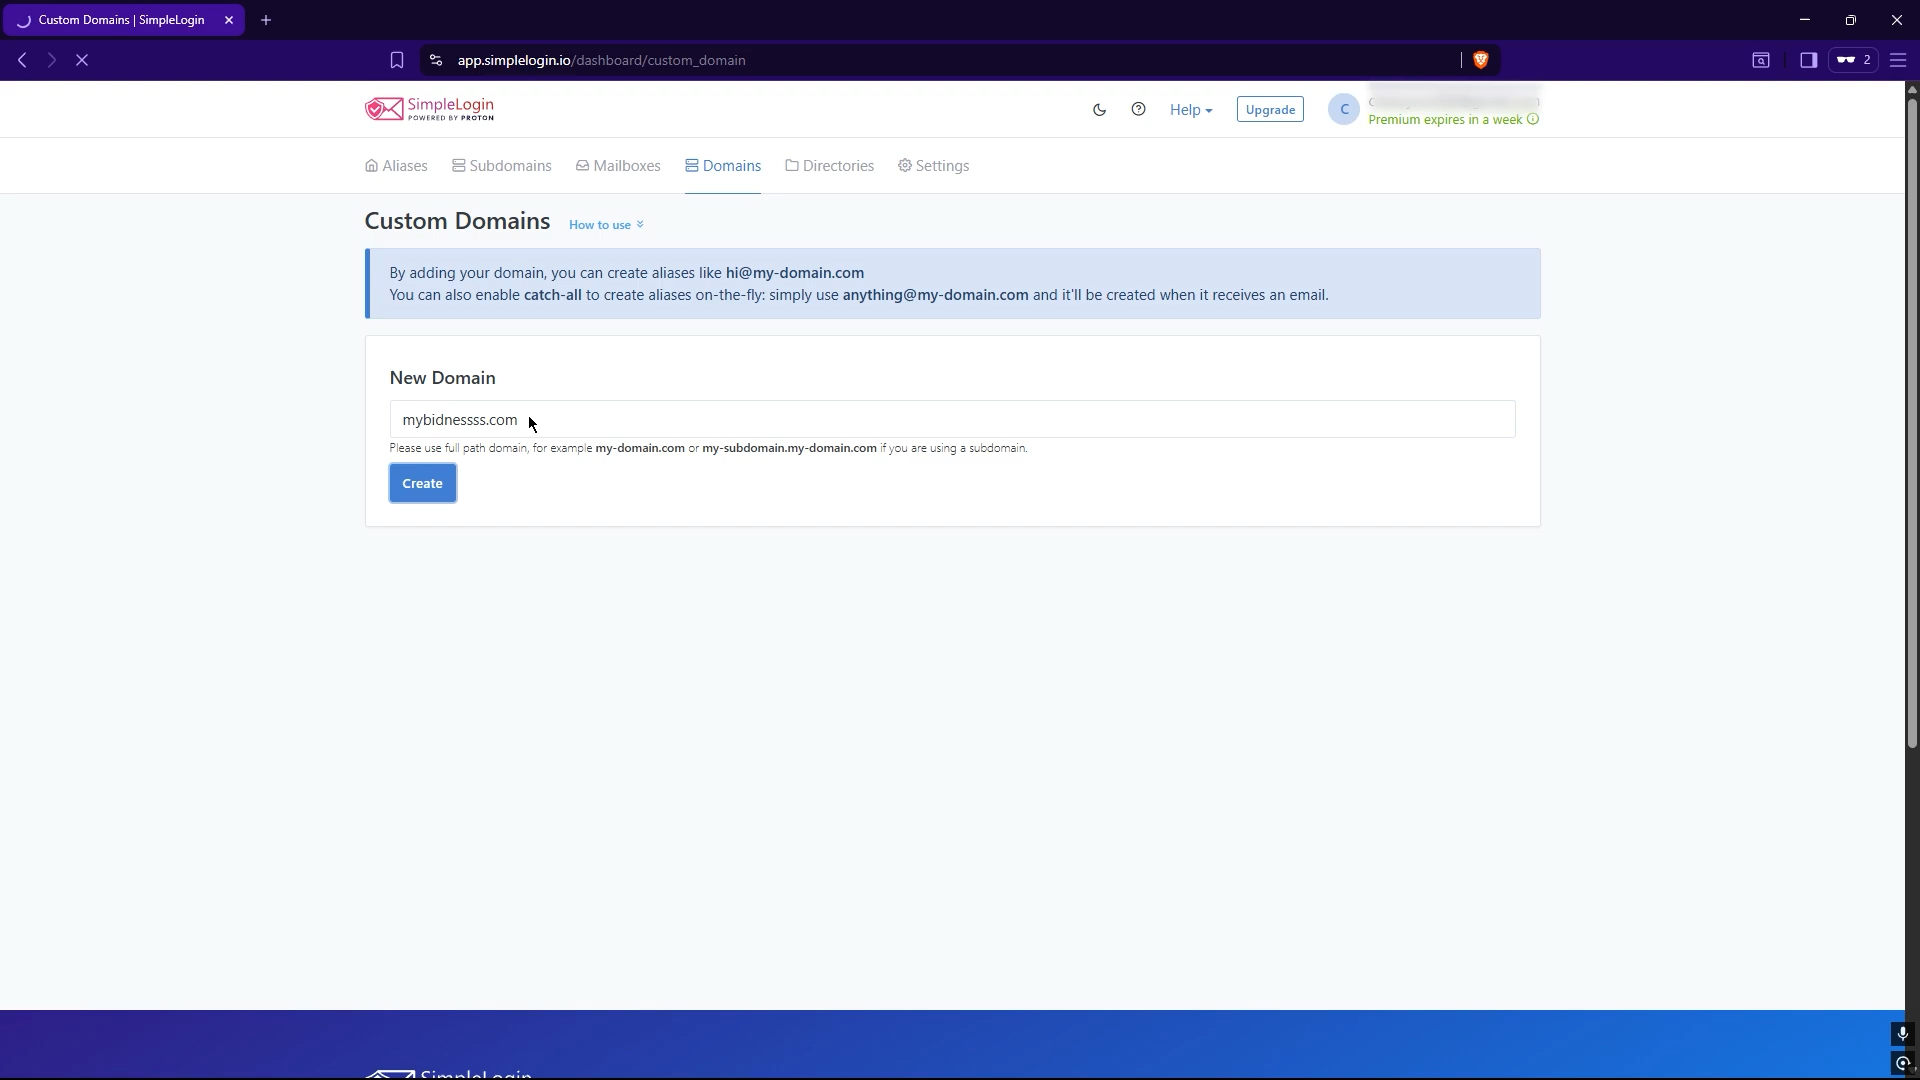 Custom Domains | SimpleLogin
app.simplelogin.io/dashboard/custom_domain
2
SimpleLogin
POWERED BY PROTON
Help
Upgrade
C
Premium expires in a week
Aliases
Subdomains
Mailboxes
Domains
Directories
Settings
Custom Domains
How to use
By adding your domain, you can create aliases like hi@my-domain.com
You can also enable catch-all to create aliases on-the-fly: simply use anything@my-domain.com and it'll be created when it receives an email.
New Domain
mybidnessss.com
Please use full path domain, for example my-domain.com or my-subdomain.my-domain.com if you are using a subdomain.
Create
SimpleLogin